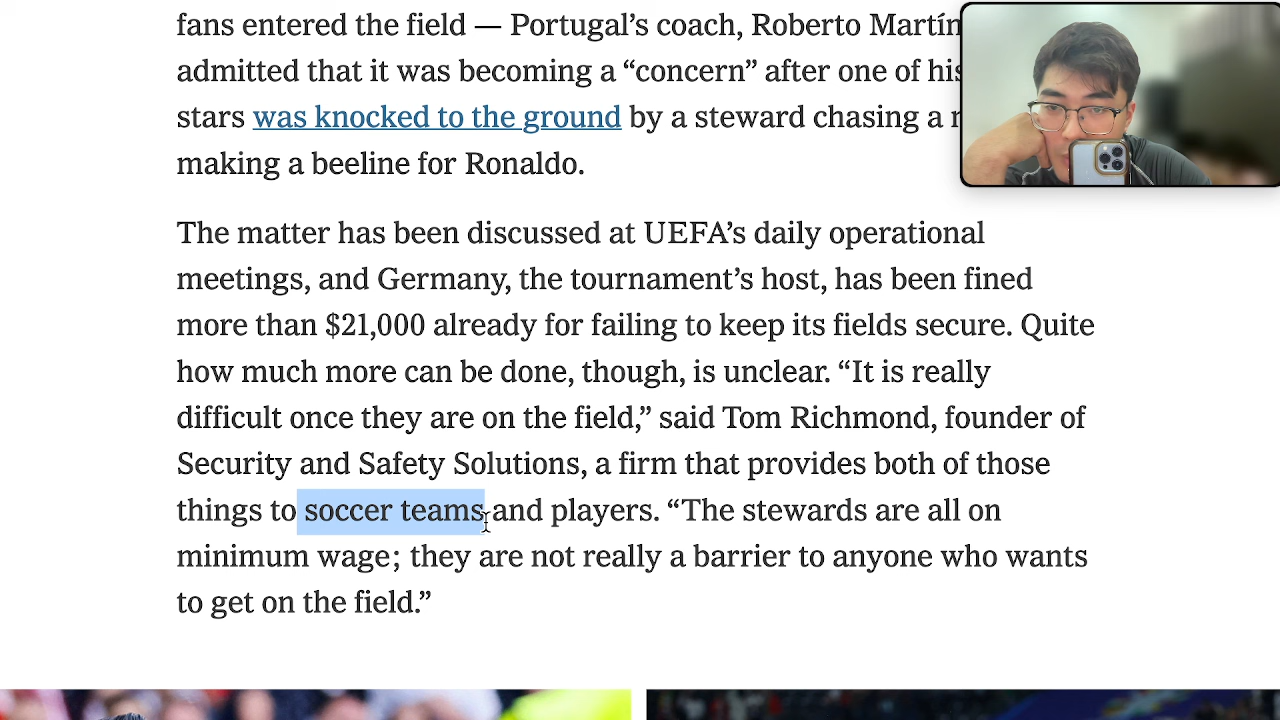 fans entered the field — Portugal’s coach, Roberto Martín
admitted that it was becoming a “concern” after one of his
stars was knocked to the ground by a steward chasing a
making a beeline for Ronaldo.
The matter has been discussed at UEFA’s daily operational
meetings, and Germany, the tournament’s host, has been fined
more than $21,000 already for failing to keep its fields secure. Quite
how much more can be done, though, is unclear. “It is really
difficult once they are on the field,” said Tom Richmond, founder of
Security and Safety Solutions, a firm that provides both of those
things to soccer teams and players. “The stewards are all on
minimum wage; they are not really a barrier to anyone who wants
to get on the field.”